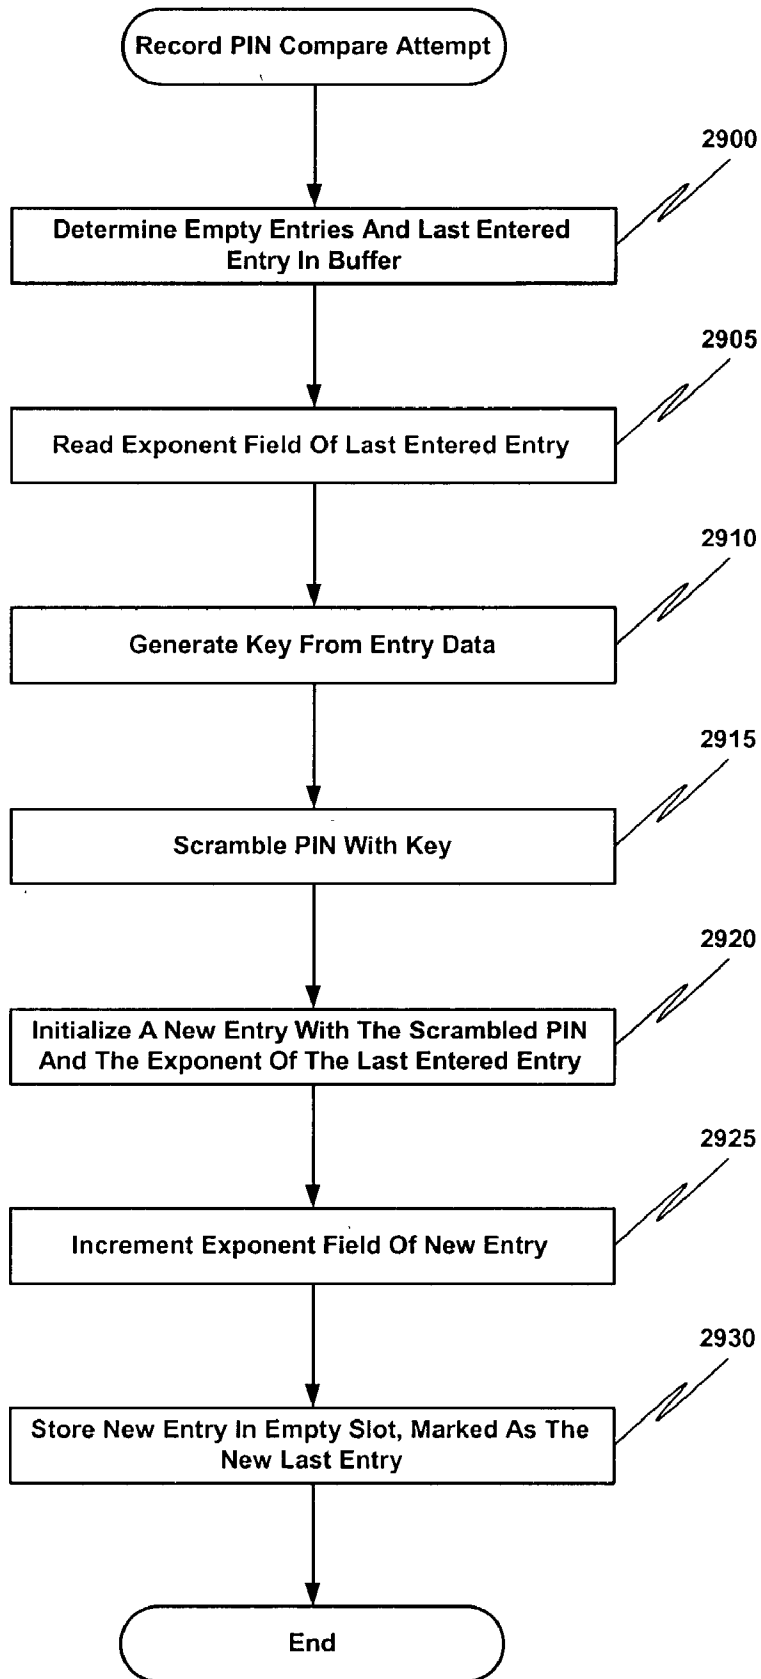 Record PIN Compare Attempt
2900
Determine Empty Entries And Last Entered
Entry In Buffer
2905
Read Exponent Field Of Last Entered Entry
2910
Generate Key From Entry Data
2915
Scramble PIN With Key
2920
Initialize A New Entry With The Scrambled PIN
And The Exponent Of The Last Entered Entry
2925
Increment Exponent Field Of New Entry
2930
Store New Entry In Empty Slot, Marked As The
New Last Entry
End